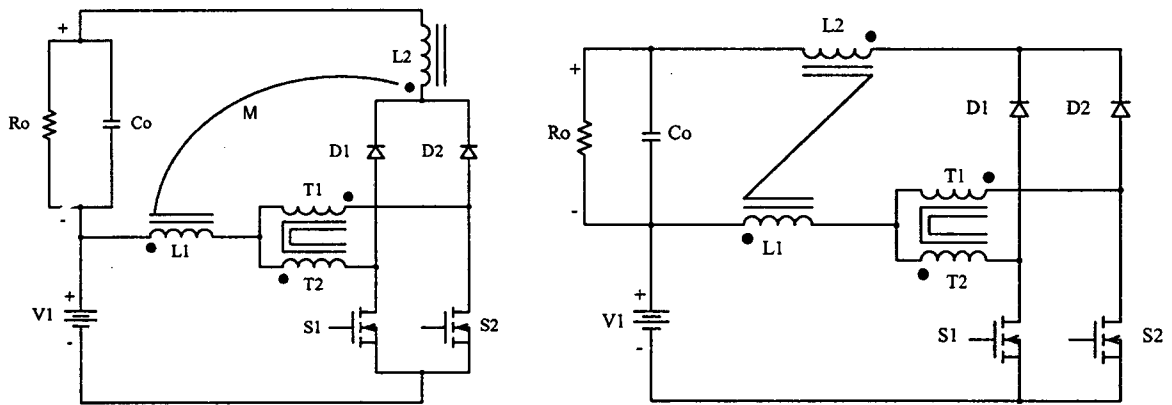 +
L2
Ro
Co
M
D1
D2
T1
-
L1
T2
+
V1
-
S1
S2
L2
+
D1
D2
Ro
Co
T1
-
L1
T2
+
V1
-
S1
S2